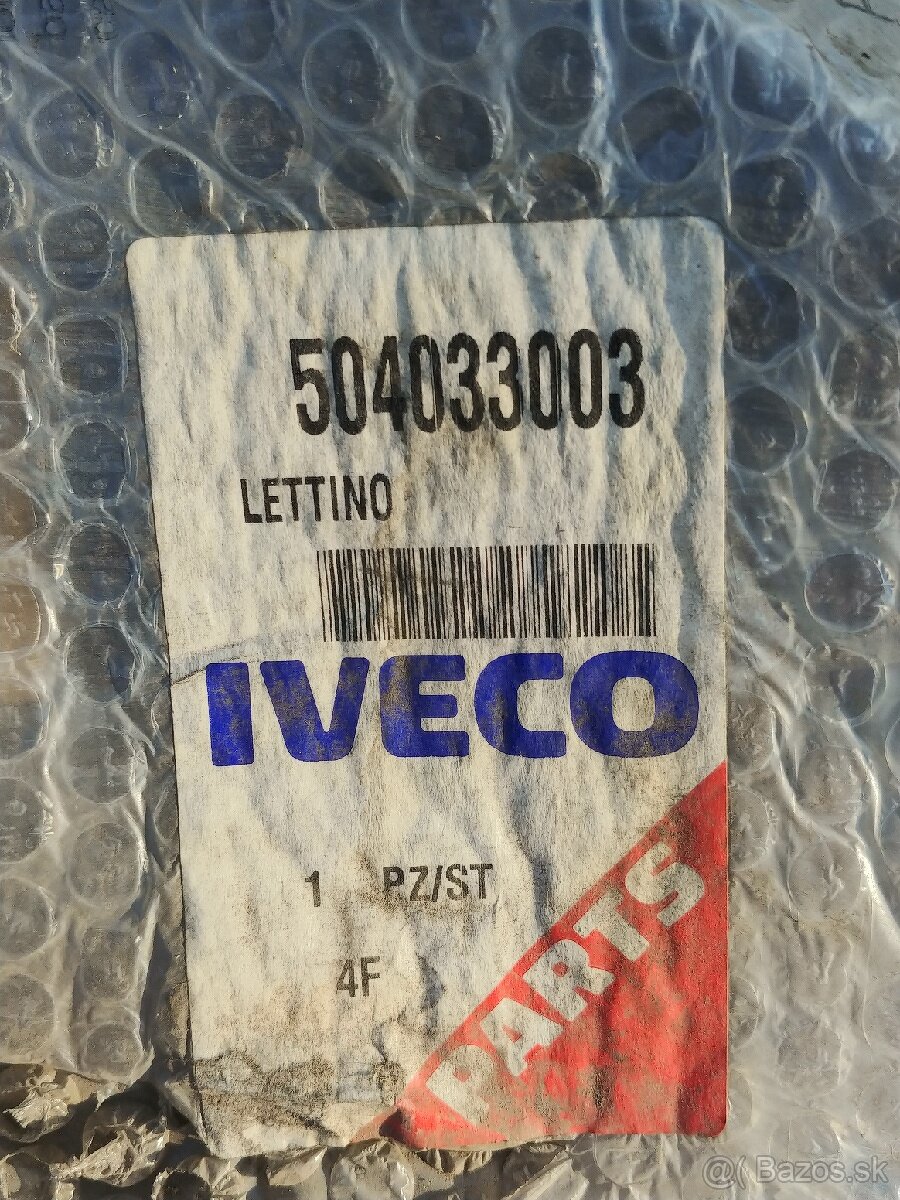 504033003
LETTINO
IVECO
1 PZ/ST
4F
PARTS
@( Bazos.sk